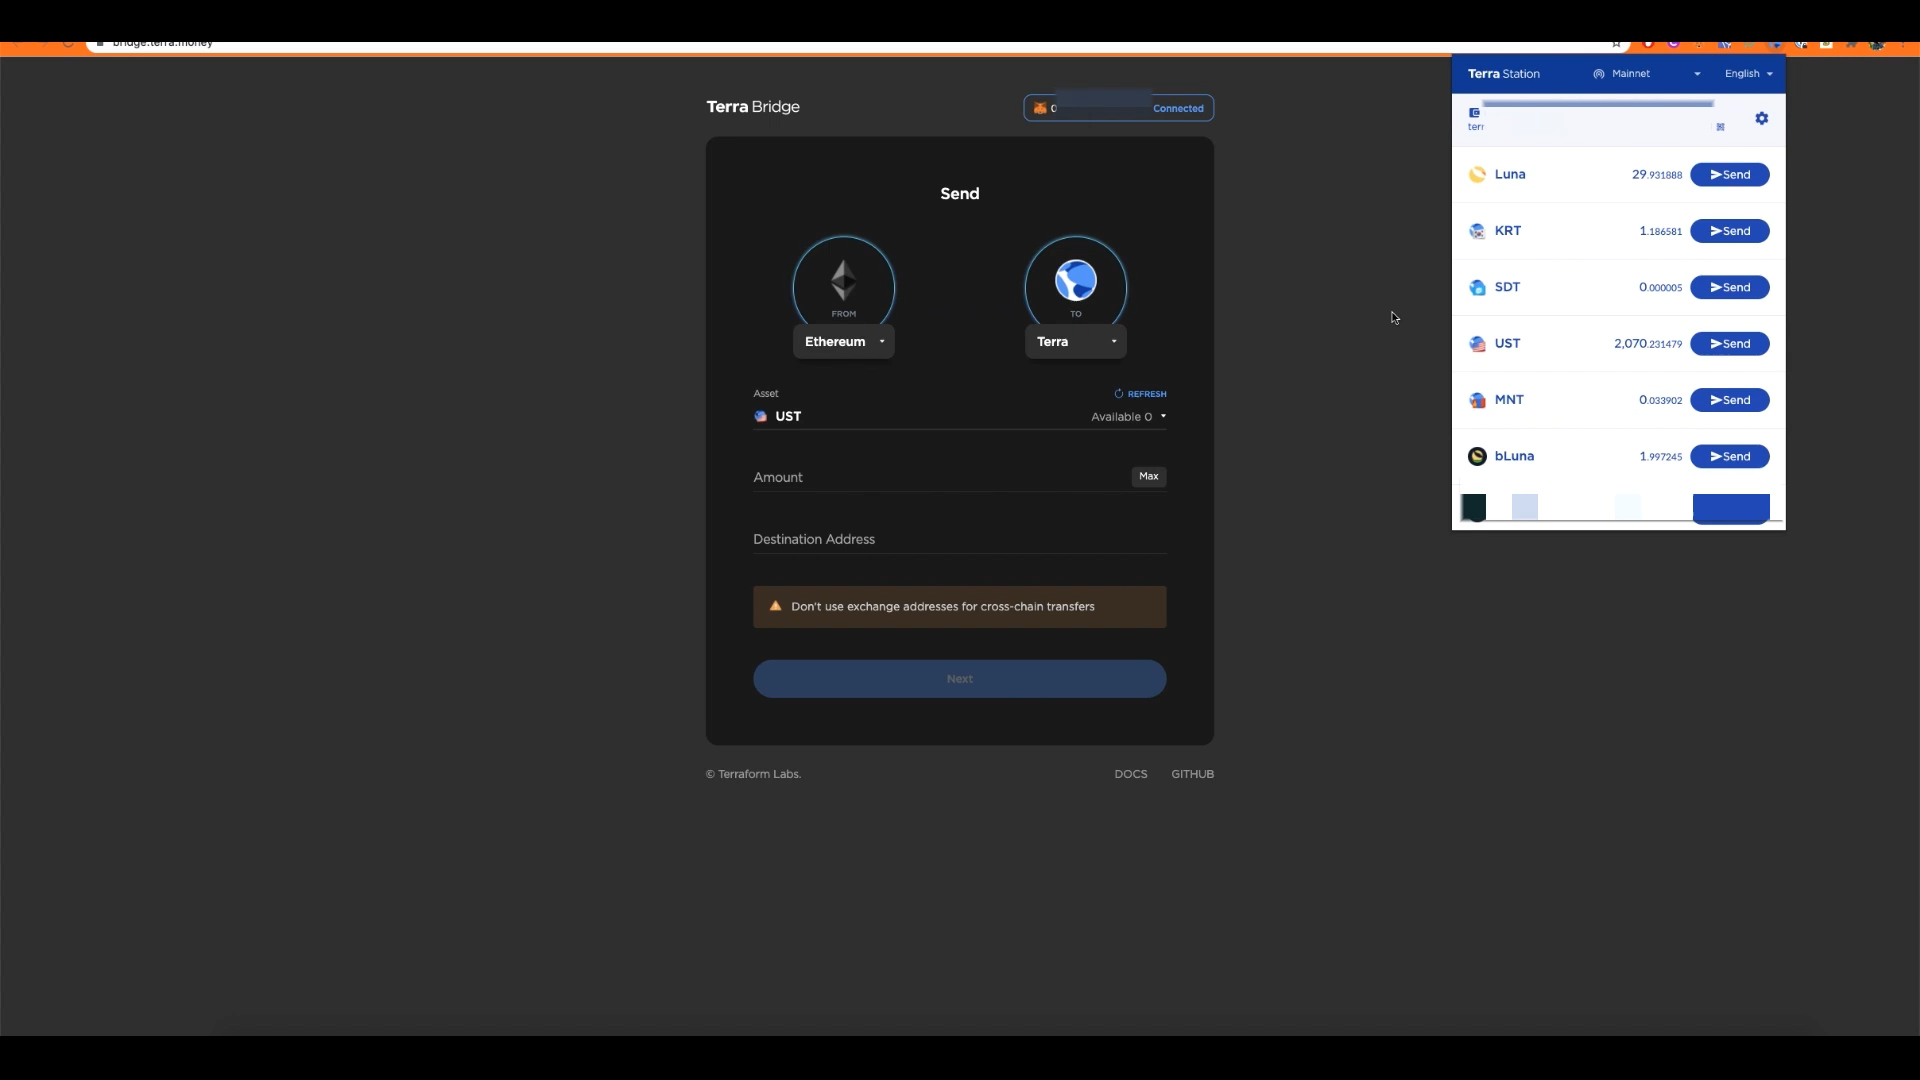 bridge.terra.money
Terra Station
Mainnet
English
terr
Terra Bridge
0
Connected
Send
FROM
Ethereum
TO
Terra
Asset
REFRESH
UST
Available 0
Amount
Max
Destination Address
Don't use exchange addresses for cross-chain transfers
Next
© Terraform Labs.
DOCS
GITHUB
Luna
29.931888
Send
KRT
1.186581
Send
SDT
0.000005
Send
UST
2,070.231479
Send
MNT
0.033902
Send
bLuna
1.997245
Send